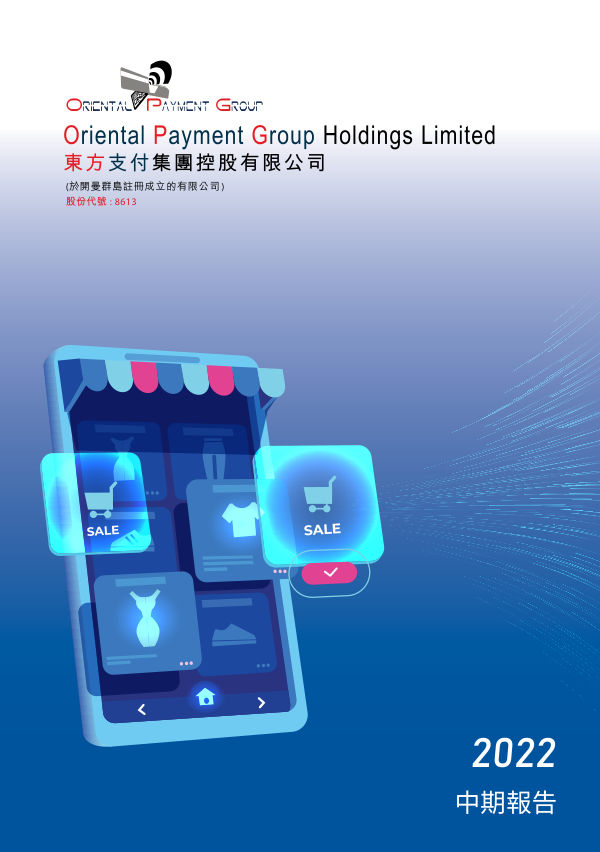 ORIENTAL PAYMENT GROUP
Oriental Payment Group Holdings Limited
東方支付集團控股有限公司
(於開曼群島註冊成立的有限公司)
股份代號 : 8613
SALE
SALE
2022
中期報告